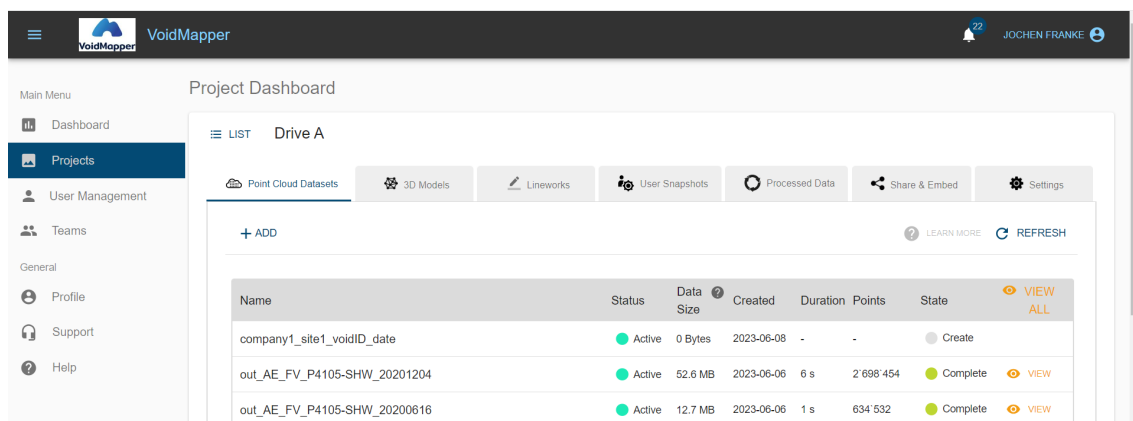 VoidMapper VoidMapper 22 JOCHEN FRANKE
Main Menu
Dashboard
Projects
User Management
Teams
General
Profile
Support
Help
Project Dashboard
LIST Drive A
Point Cloud Datasets 3D Models Lineworks User Snapshots Processed Data Share & Embed Settings
+ ADD ? LEARN MORE REFRESH
Name Status Data Size ? Created Duration Points State VIEW ALL
company1_site1_voidID_date Active 0 Bytes 2023-06-08 - - Create
out_AE_FV_P4105-SHW_20201204 Active 52.6 MB 2023-06-06 6 s 2`698`454 Complete VIEW
out_AE_FV_P4105-SHW_20200616 Active 12.7 MB 2023-06-06 1 s 634`532 Complete VIEW